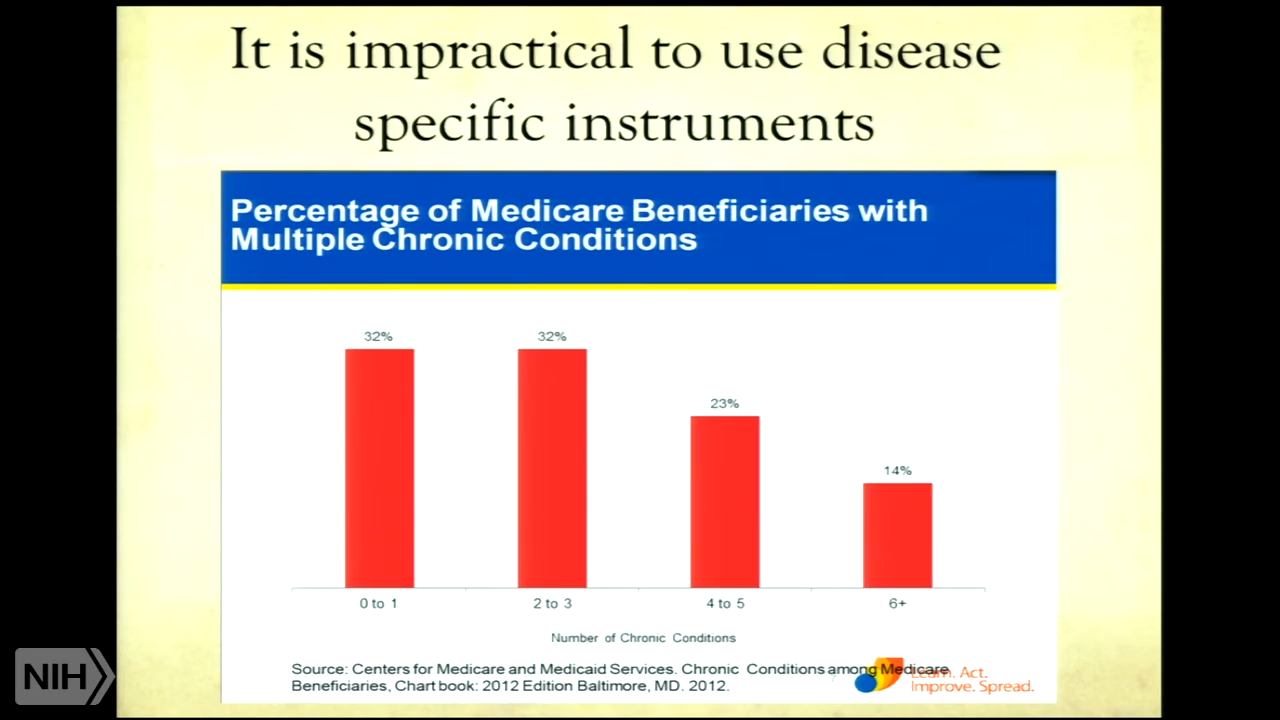 It is impractical to use disease
specific instruments
Percentage of Medicare Beneficiaries with
Multiple Chronic Conditions
32%
32%
23%
14%
0 to 1
2 to 3
4 to 5
6+
Number of Chronic Conditions
Source: Centers for Medicare and Medicaid Services. Chronic Conditions among Medicare
Beneficiaries, Chart book: 2012 Edition Baltimore, MD. 2012.
Learn. Act.
Improve. Spread.
NIH